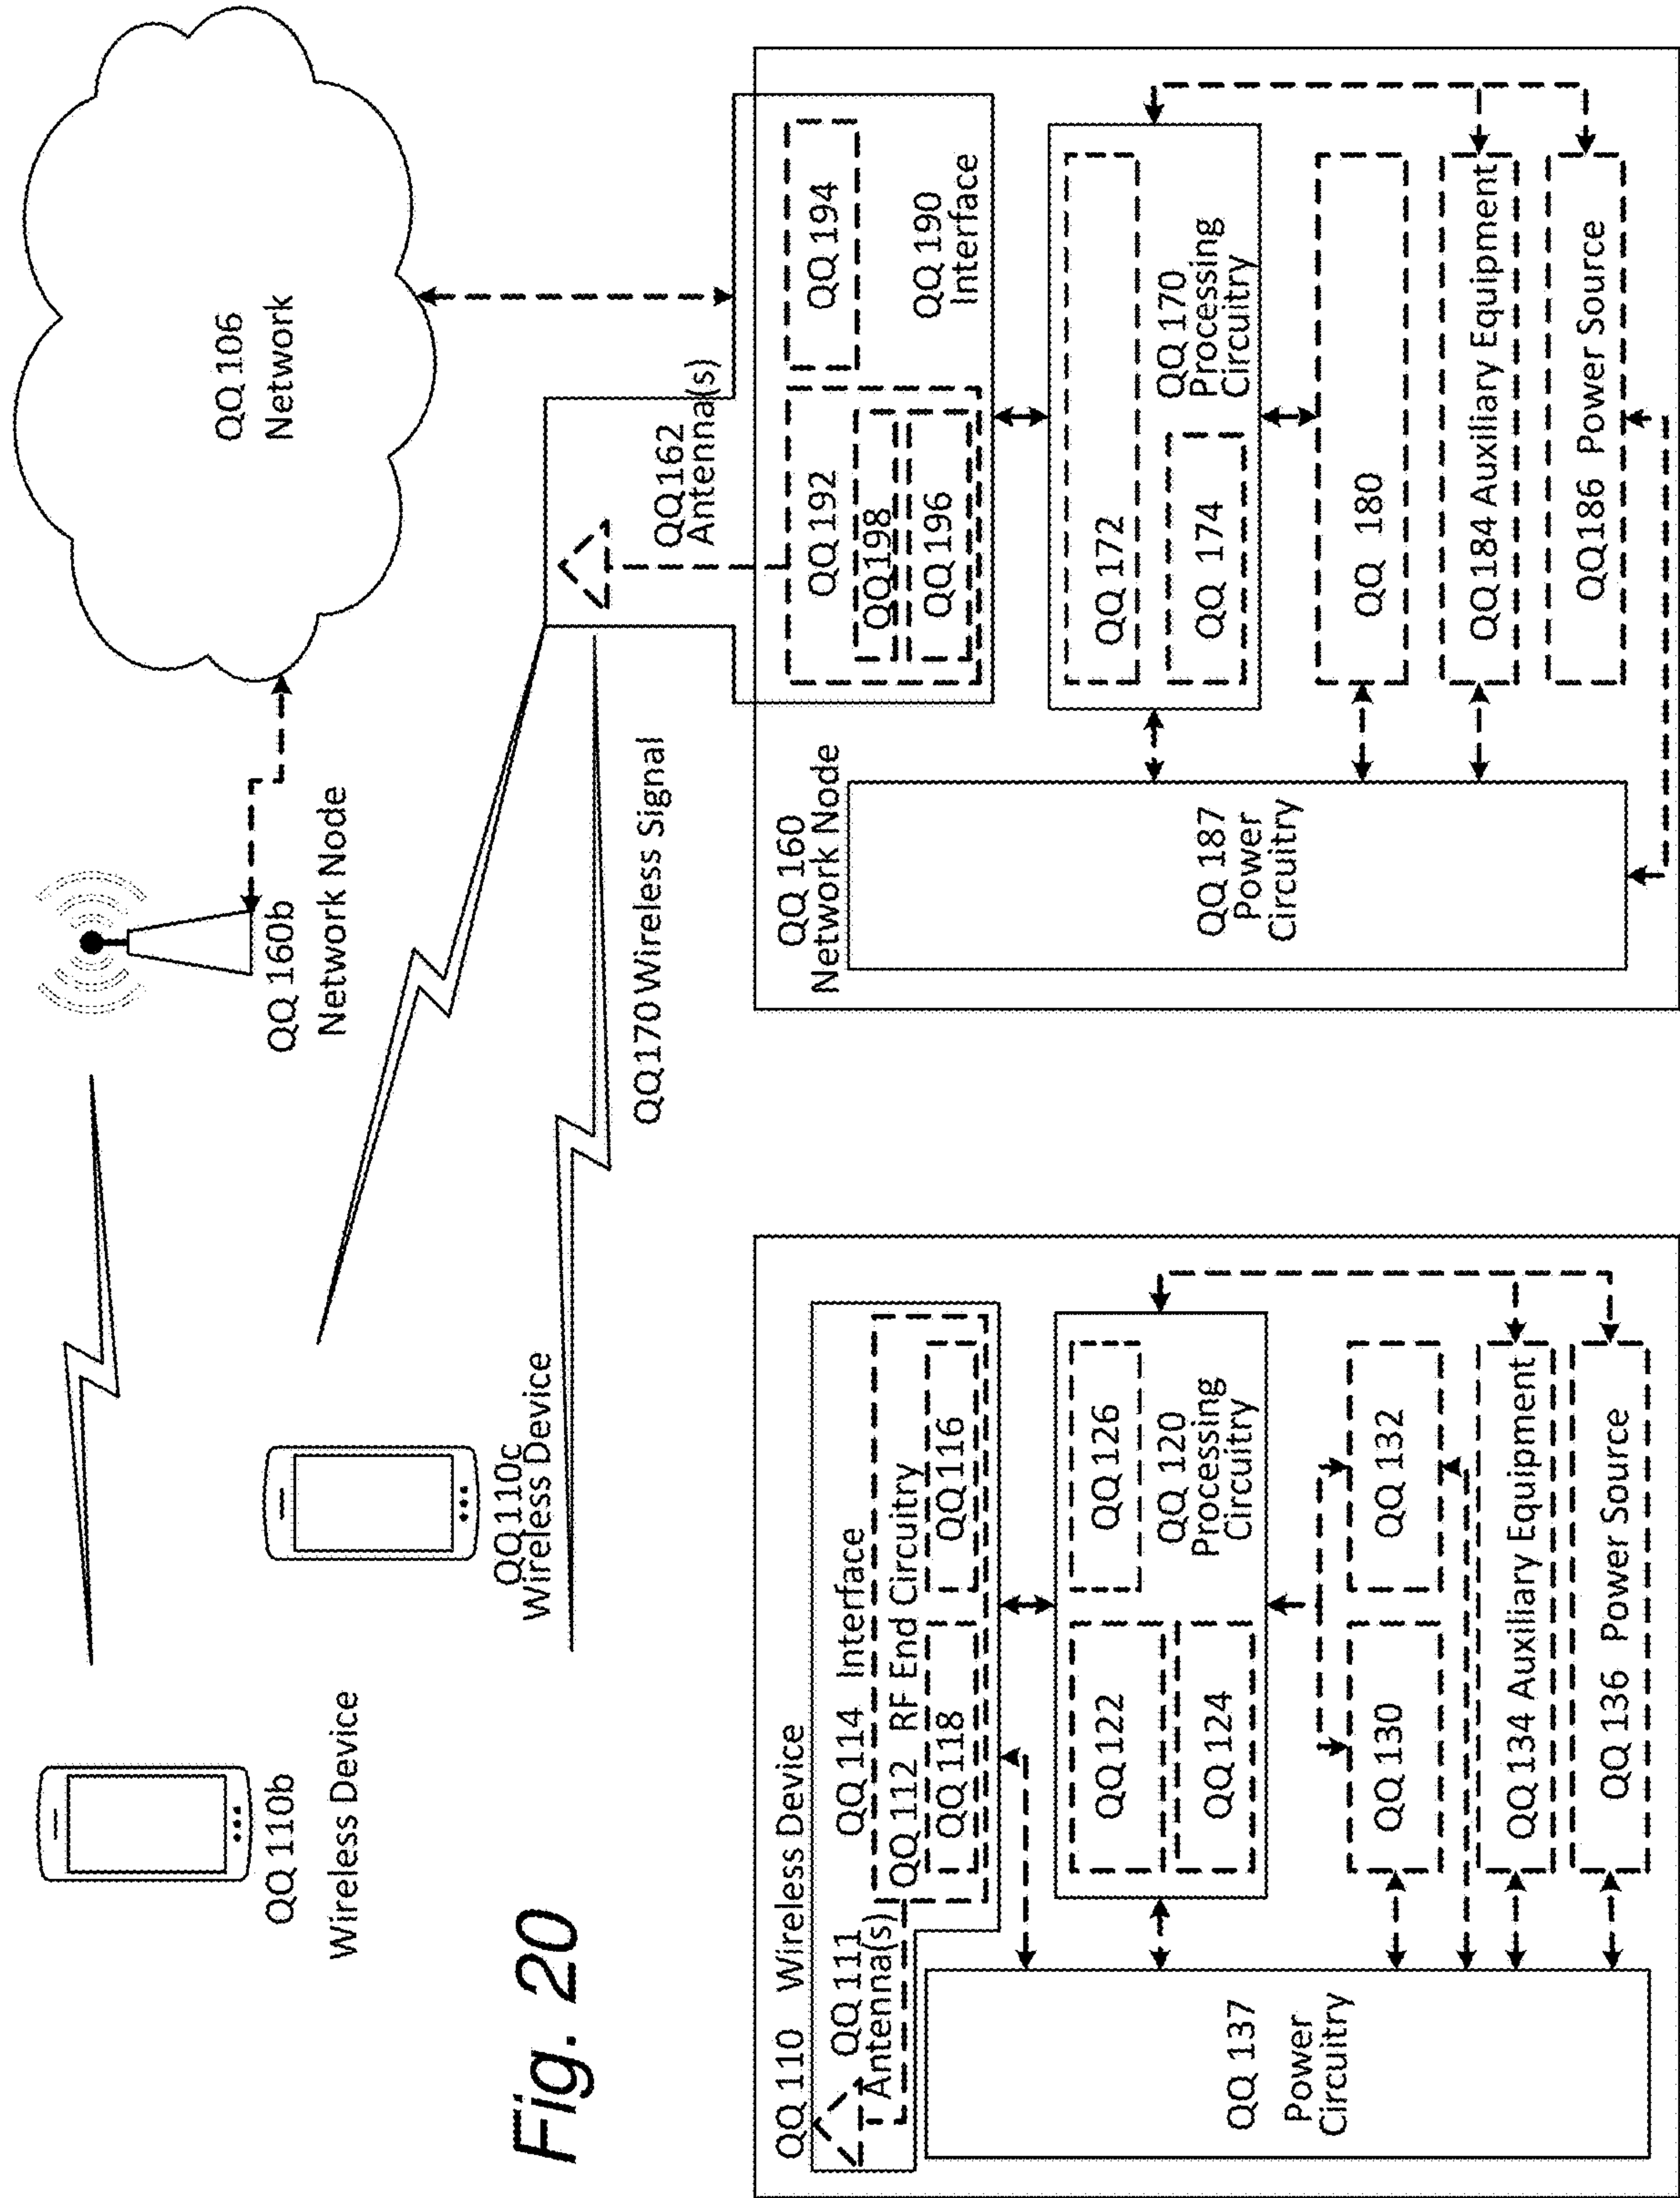 QQ 106
Network
QQ 160b
Network Node
QQ 110b
Wireless Device
QQ110c
Wireless Device
QQ170 Wireless Signal
QQ162
Antenna(s)
Fig. 20
QQ 110 Wireless Device
QQ 111
Antenna(s)
QQ 114 Interface
QQ 112 RF End Circuitry
QQ 118
QQ 116
QQ 122
QQ 126
QQ 124
QQ 120
Processing
Circuitry
QQ 130
QQ 132
QQ 134 Auxiliary Equipment
QQ 136 Power Source
QQ 137
Power
Circuitry
QQ 160
Network Node
QQ 192
QQ 194
QQ 198
QQ 196
QQ 190
Interface
QQ 172
QQ 174
QQ 170
Processing
Circuitry
QQ 180
QQ 184 Auxiliary Equipment
QQ186 Power Source
QQ 187
Power
Circuitry